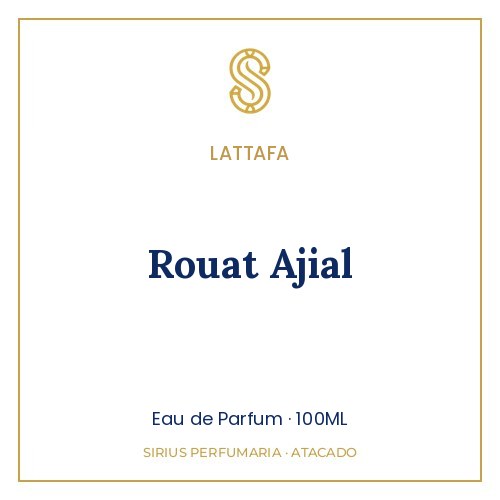 LATTAFA
Rouat Ajial
Eau de Parfum · 100ML
SIRIUS PERFUMARIA · ATACADO